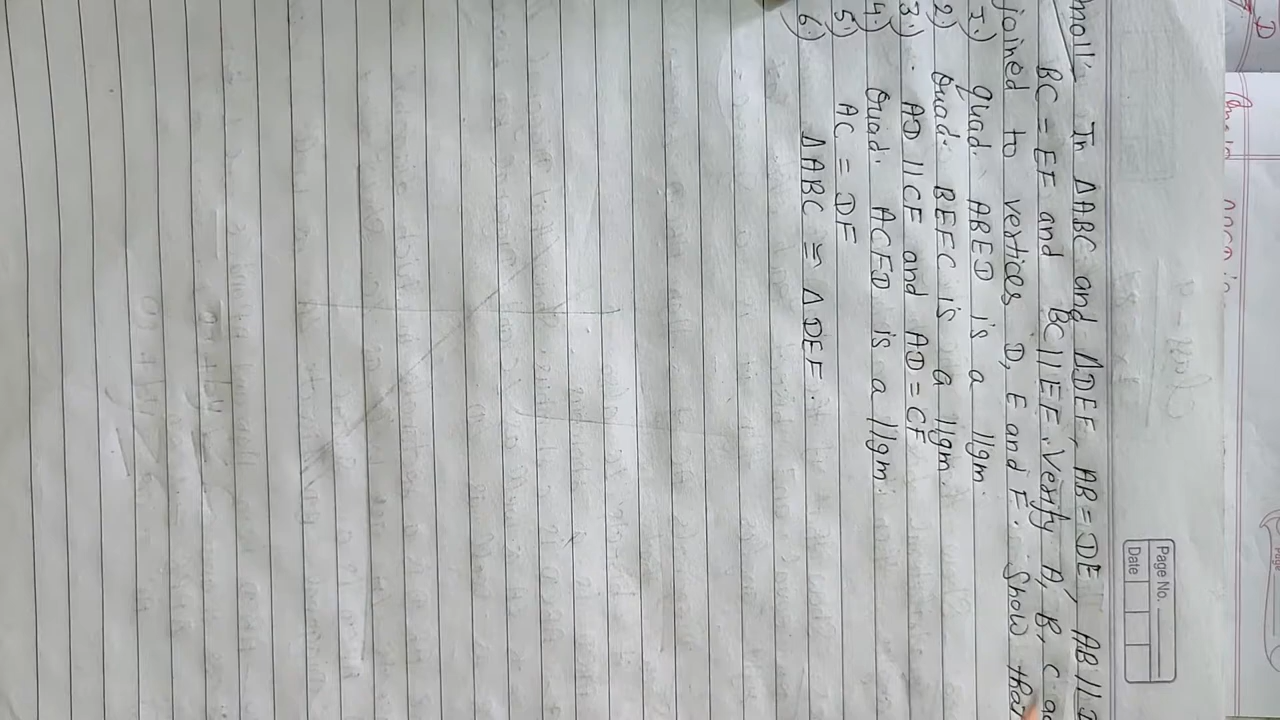 Page No.
Date
In ΔABC and ΔDEF, AB = DE, AB ||
BC = EF and BC || EF. Verify A, B, C
joined to vertices D, E and F. Show that
1.) quad. ABED is a ||gm.
2) Quad. BEFC is a ||gm.
3.) AD || CF and AD = CF
4.) Quad. ACFD is a ||gm.
5.) AC = DF
6.) ΔABC ≅ ΔDEF.